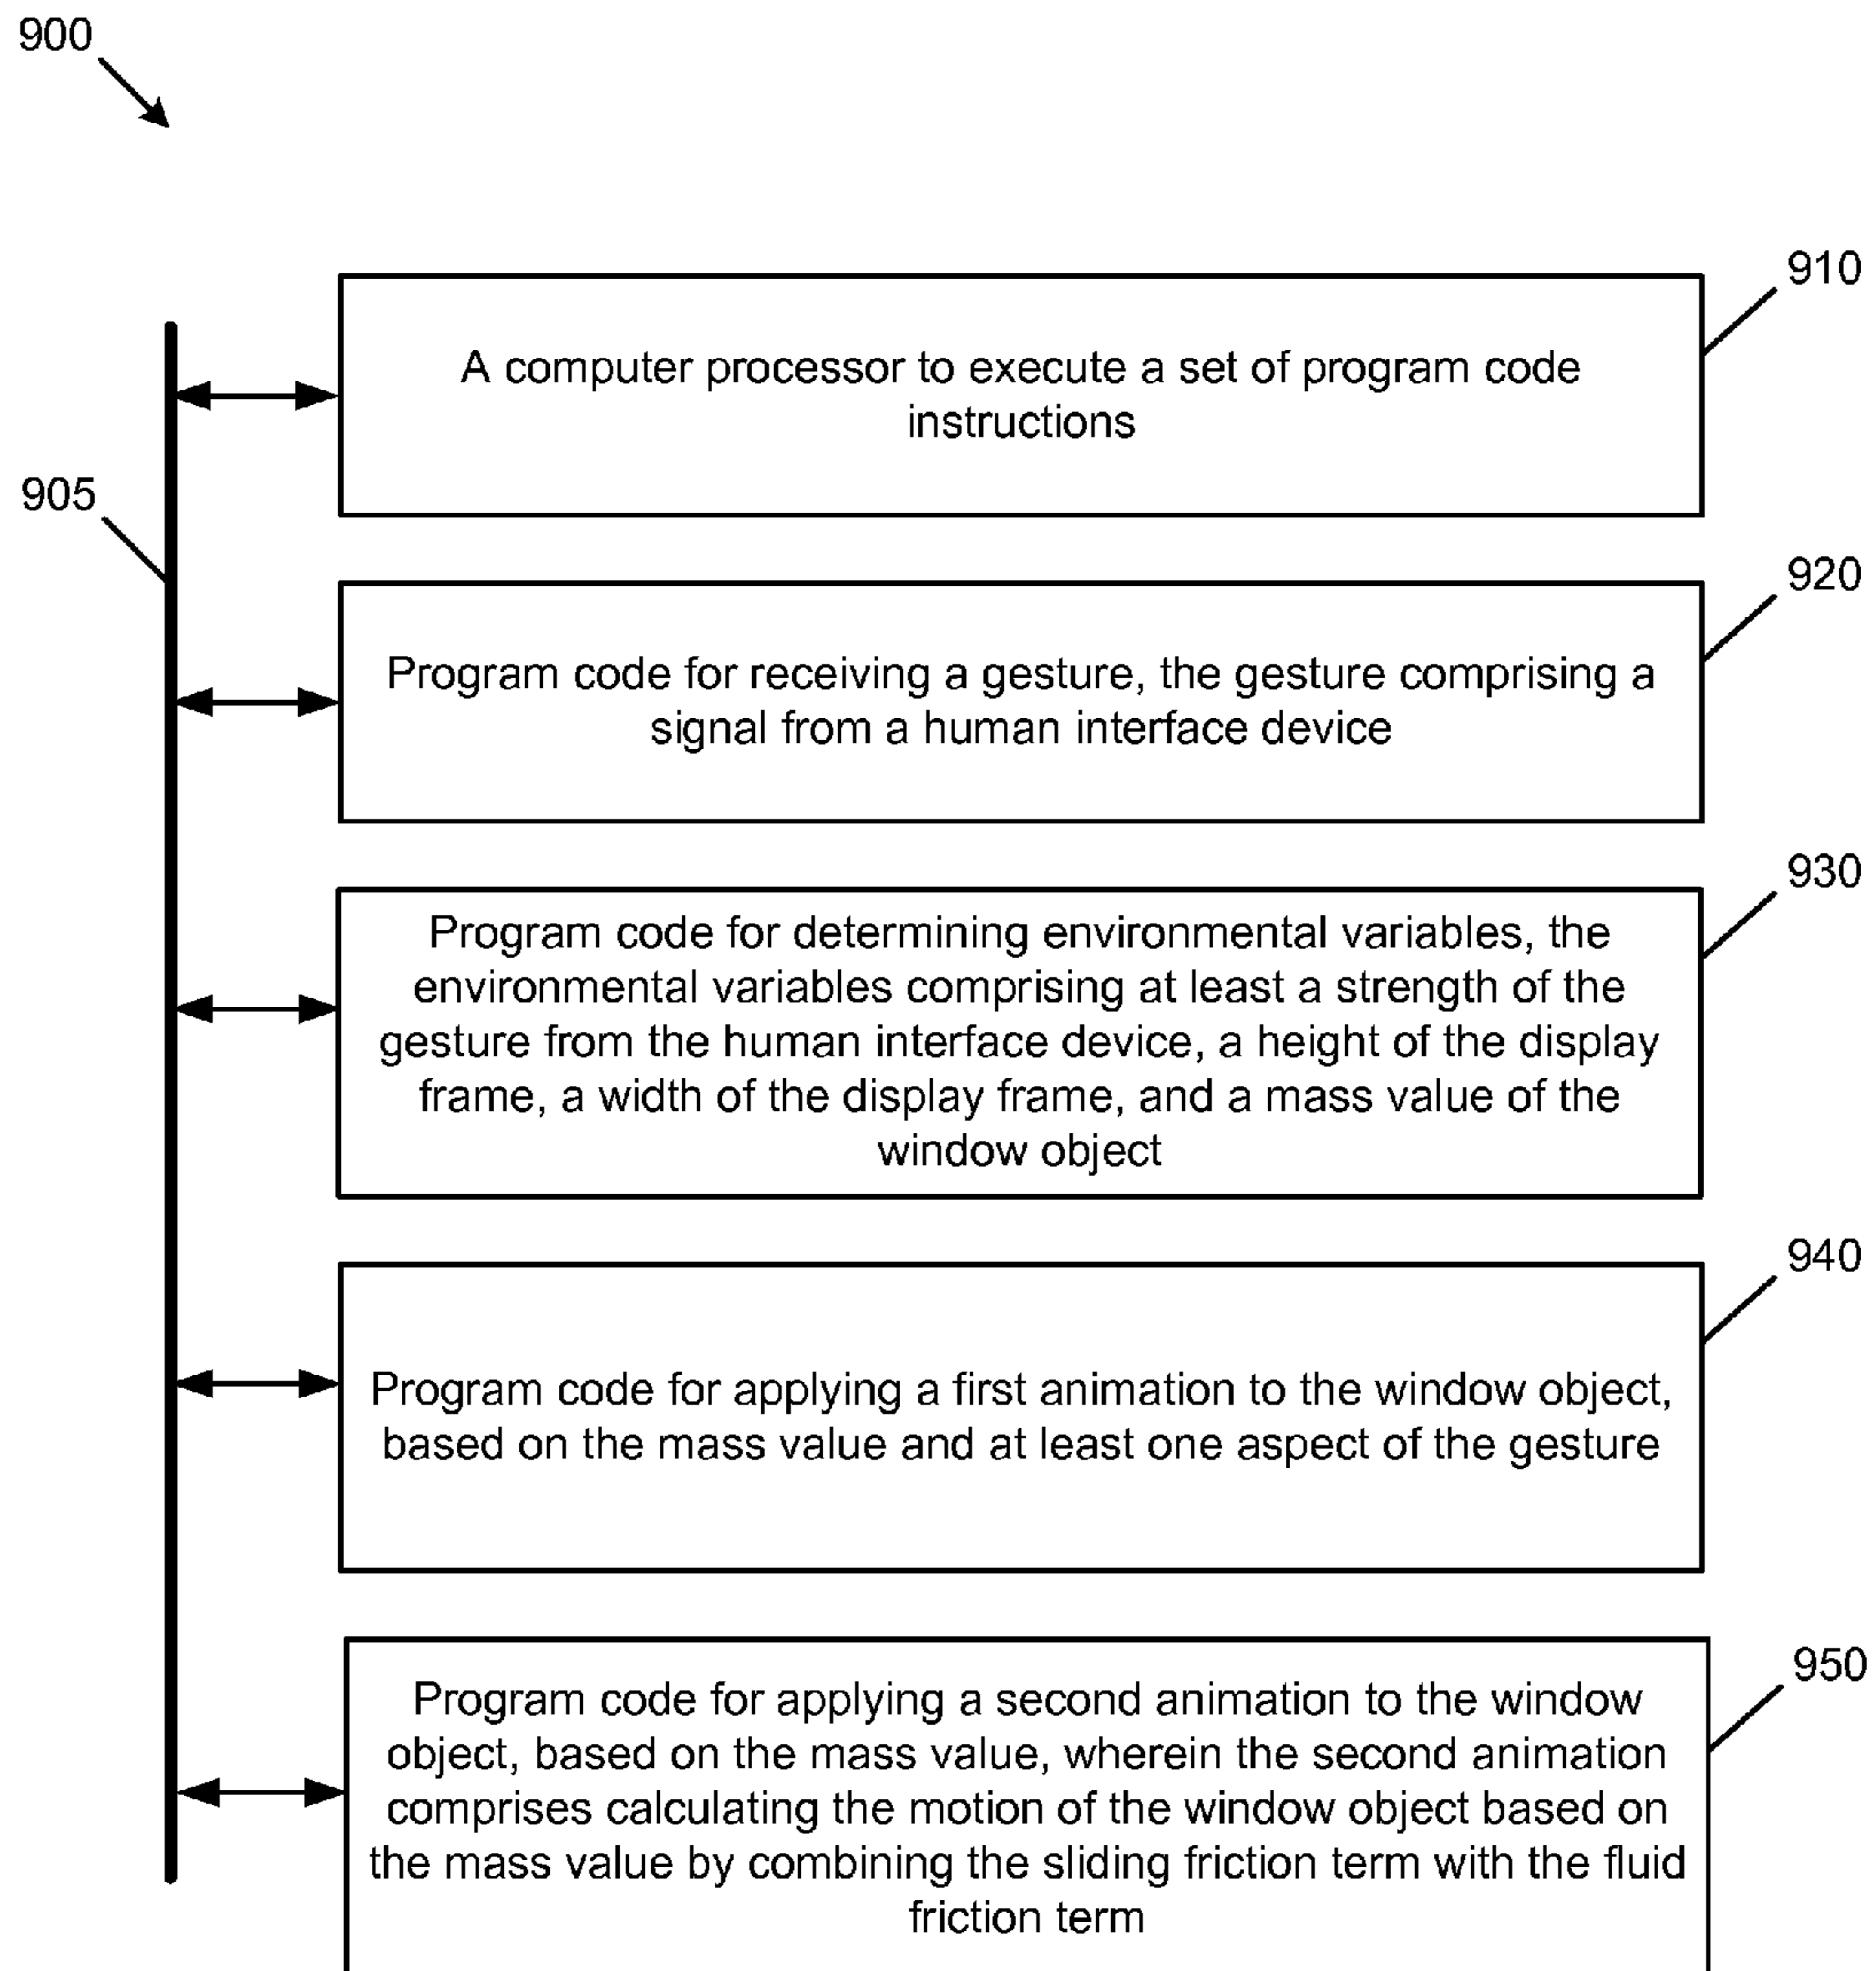 900
910
A computer processor to execute a set of program code
instructions
905
920
Program code for receiving a gesture, the gesture comprising a
signal from a human interface device
930
Program code for determining environmental variables, the
environmental variables comprising at least a strength of the
gesture from the human interface device, a height of the display
frame, a width of the display frame, and a mass value of the
window object
940
Program code for applying a first animation to the window object,
based on the mass value and at least one aspect of the gesture
950
Program code for applying a second animation to the window
object, based on the mass value, wherein the second animation
comprises calculating the motion of the window object based on
the mass value by combining the sliding friction term with the fluid
friction term